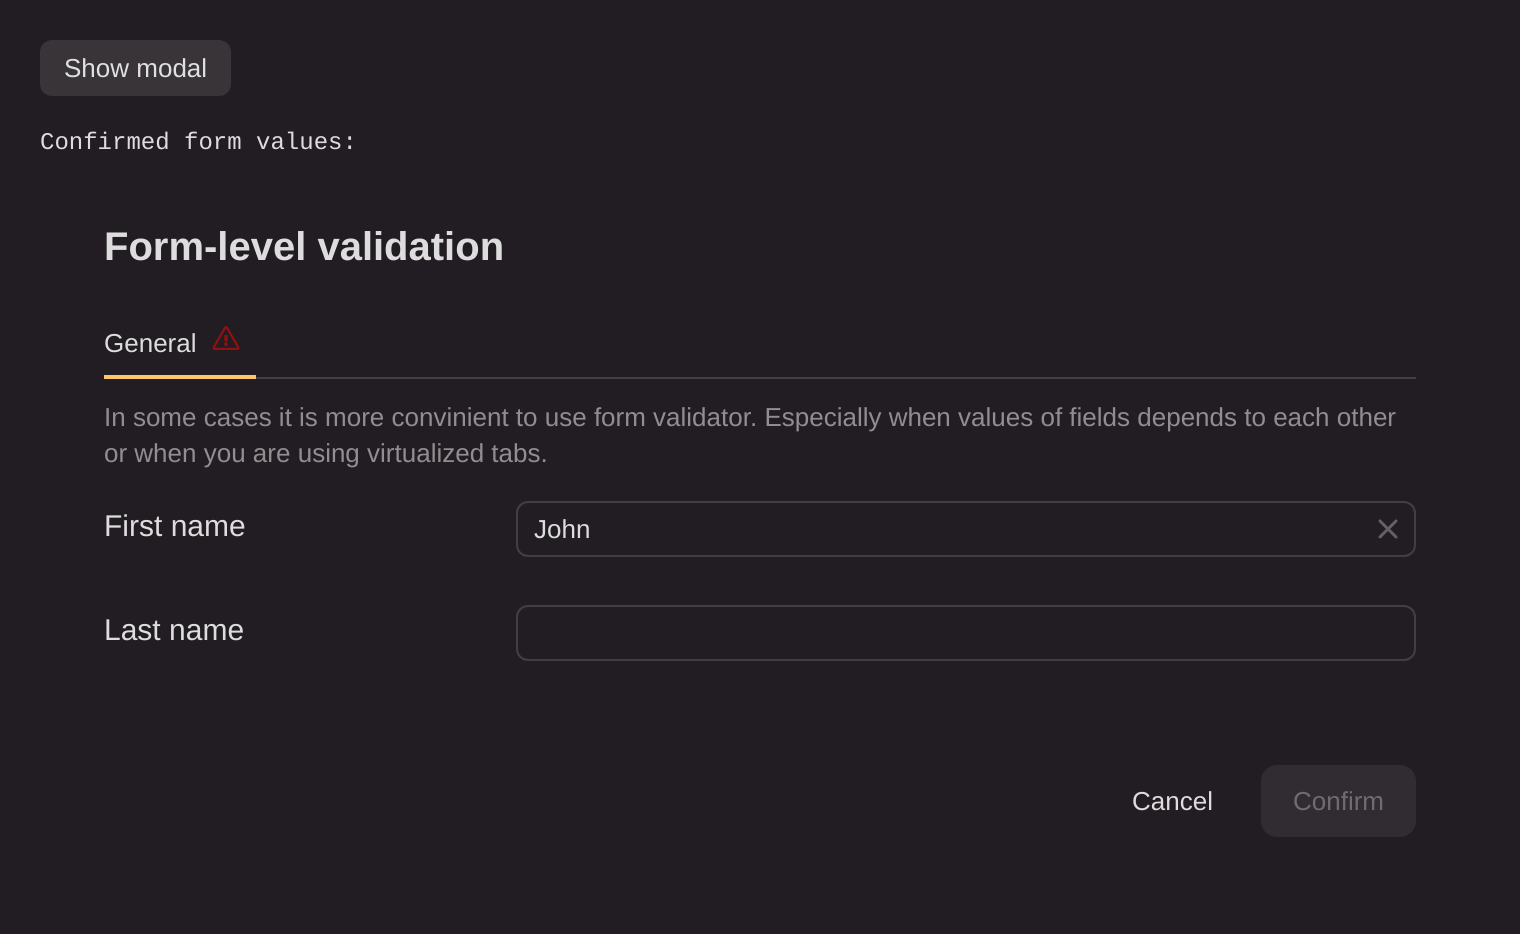 Show modal
Confirmed form values:
Form-level validation
General
In some cases it is more convinient to use form validator. Especially when values of fields depends to each other
or when you are using virtualized tabs.
First name
John
Last name
Cancel
Confirm